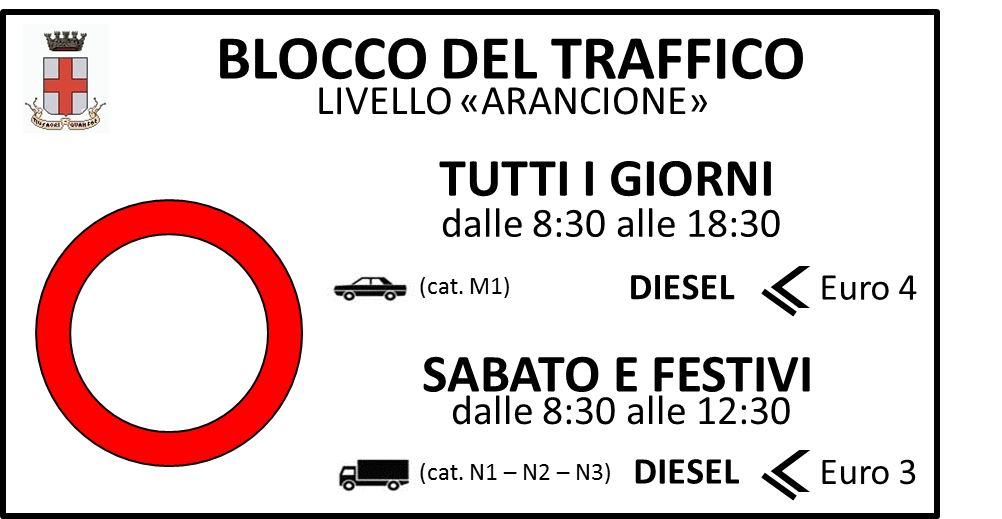 BLOCCO DEL TRAFFICO
LIVELLO «ARANCIONE»
TUTTI I GIORNI
dalle 8:30 alle 18:30
(cat. M1) DIESEL ≤ Euro 4
SABATO E FESTIVI
dalle 8:30 alle 12:30
(cat. N1 – N2 – N3) DIESEL ≤ Euro 3